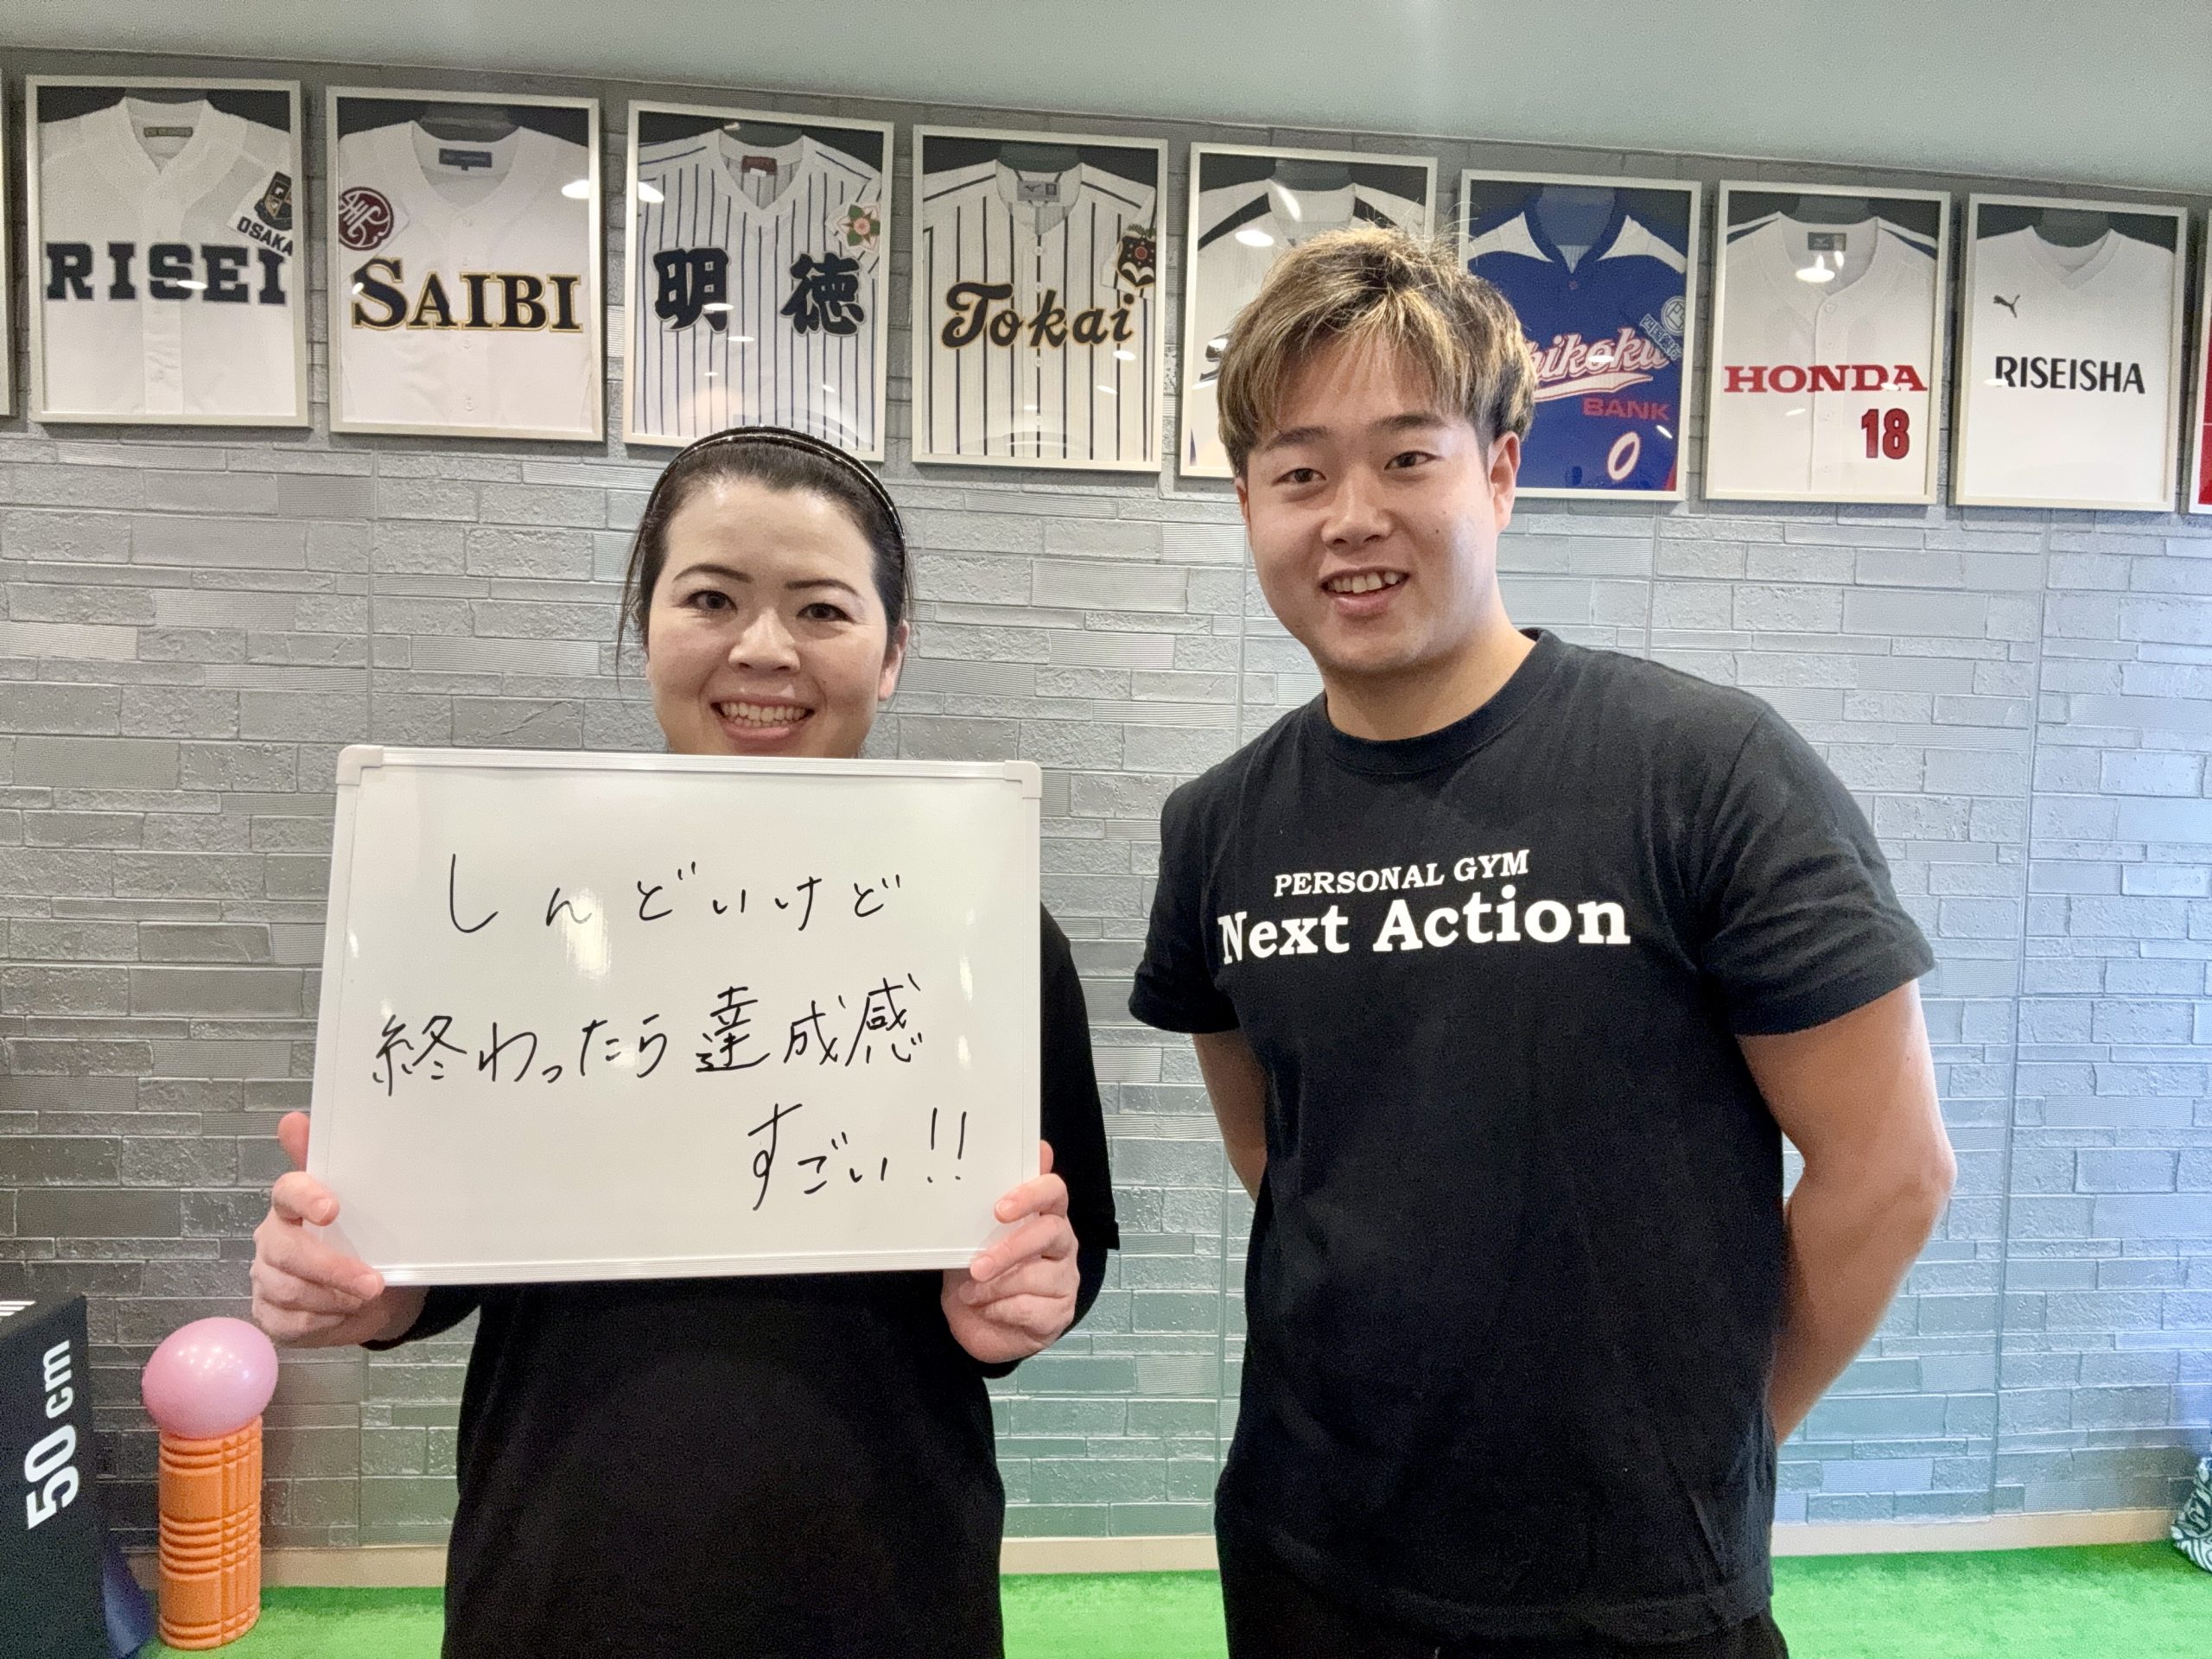 RISEI
OSAKA
SAIBI
明徳
Tokai
hikoku
BANK
0
HONDA
18
RISEISHA
しんどいけど
終わったら達成感
すごい!!
PERSONAL GYM
Next Action
50cm